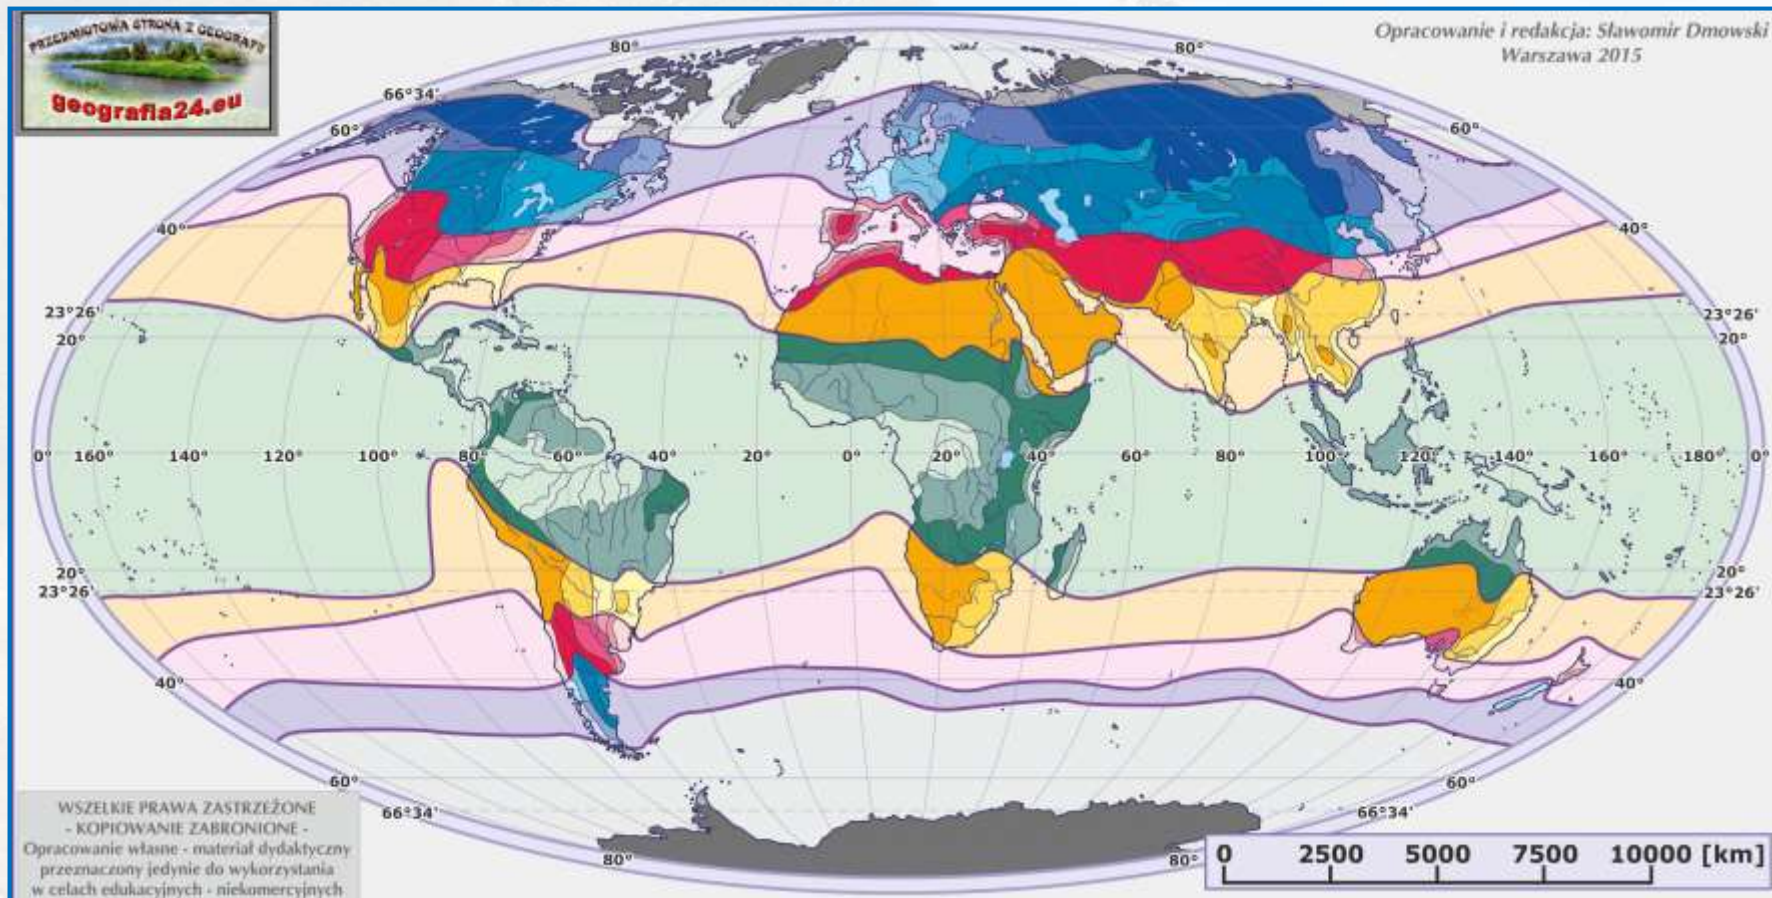 PRZEDMIOTOWA STRONA Z GEOGRAFII
geografia24.eu
Opracowanie i redakcja: Sławomir Dmowski
Warszawa 2015
80° 80°
66°34'
60° 60°
40° 40°
23°26' 23°26'
20° 20°
0° 160° 140° 100° 80° 60° 40° 20° 0° 20° 40° 60° 80° 100° 120° 140° 160° 180° 0°
20° 20°
23°26' 23°26'
40° 40°
60° 60°
66°34' 66°34'
80° 80°
WSZELKIE PRAWA ZASTRZEŻONE
- KOPIOWANIE ZABRONIONE -
Opracowanie własne - materiał dydaktyczny
przeznaczony jedynie do wykorzystania
w celach edukacyjnych - niekomercyjnych
0 2500 5000 7500 10000 [km]